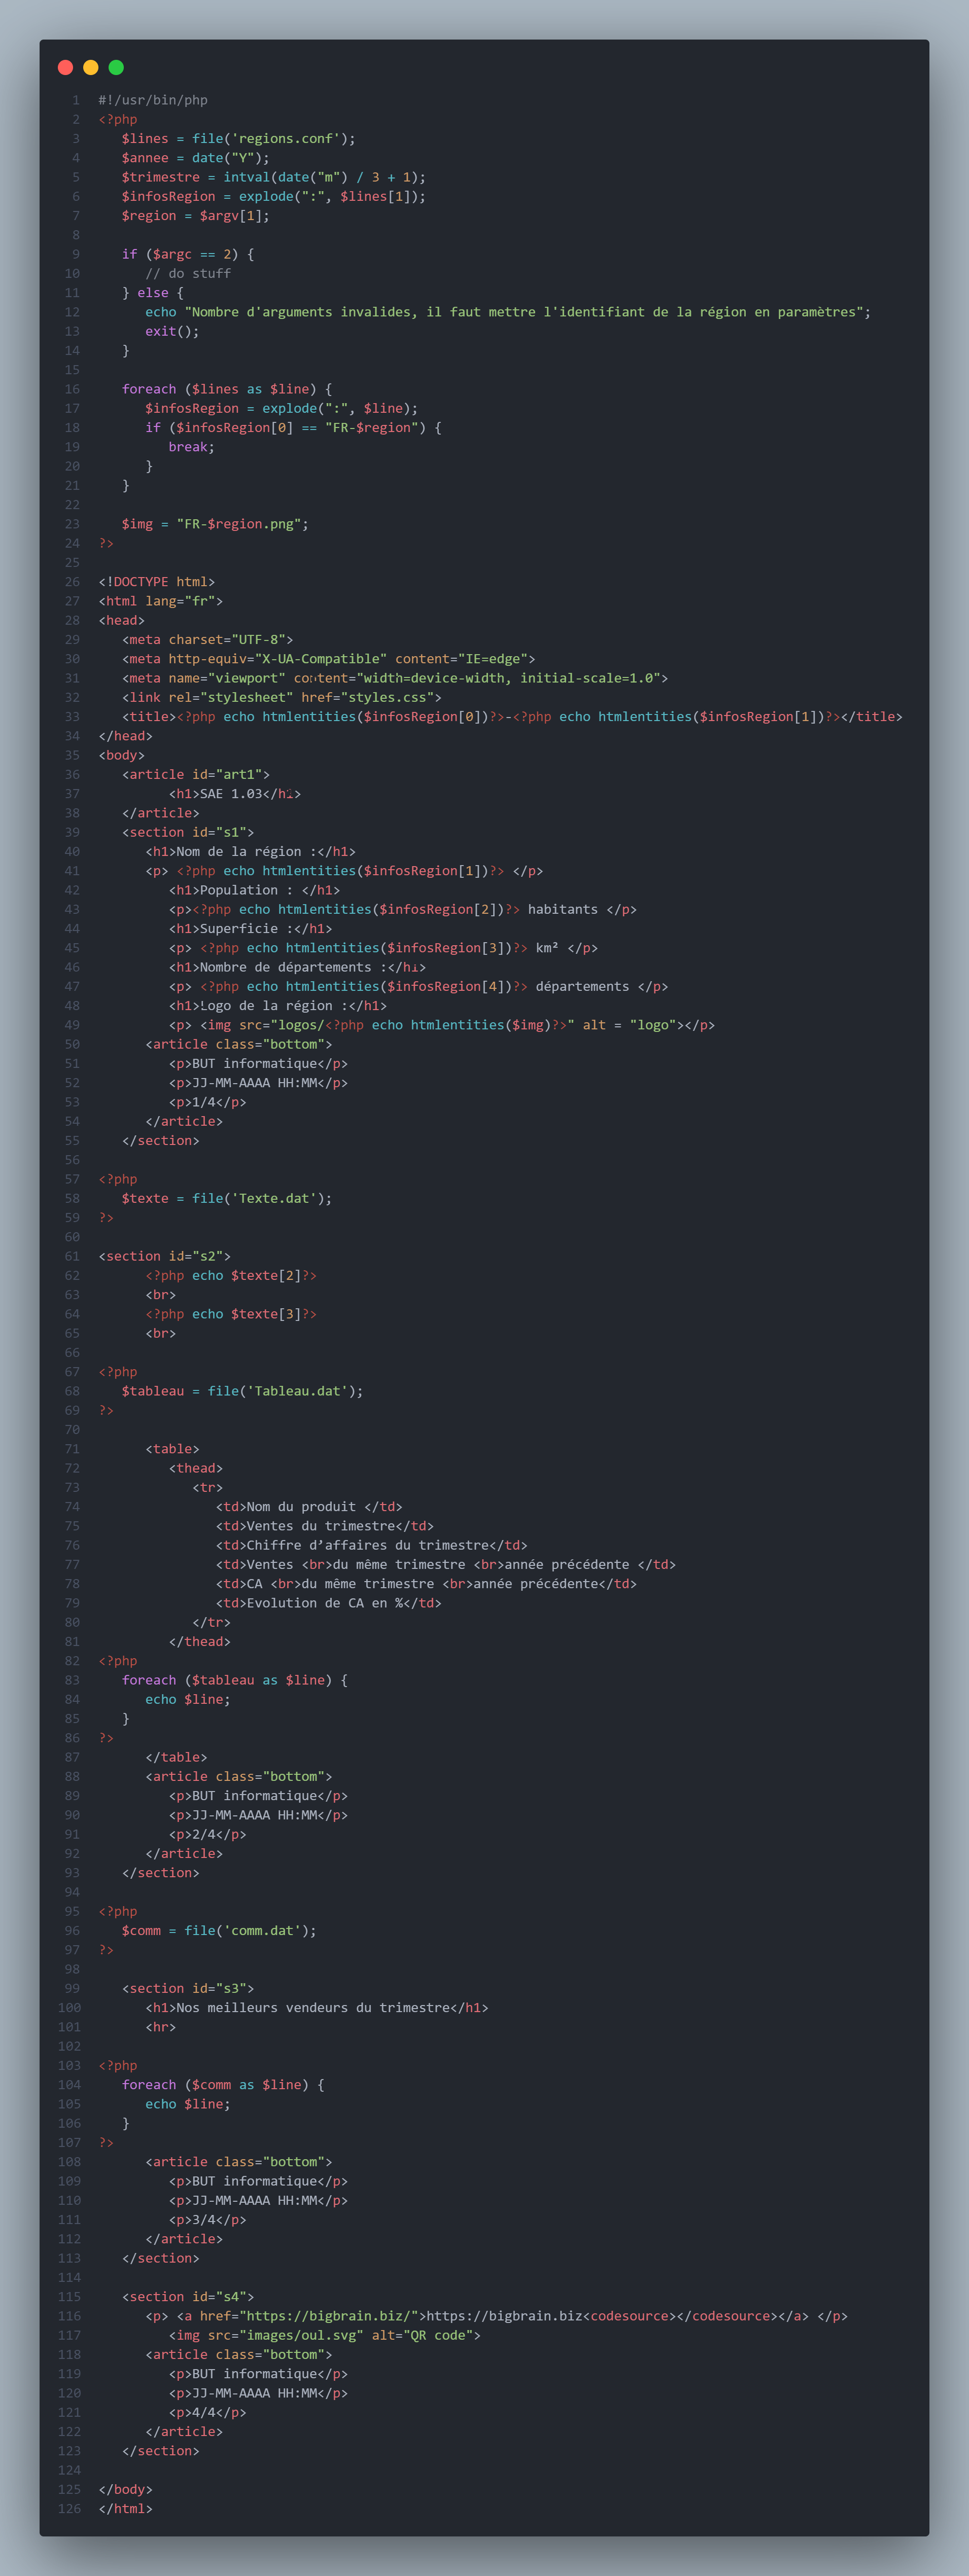 1 #!/usr/bin/php
2 <?php
3 $lines = file('regions.conf');
4 $annee = date("Y");
5 $trimestre = intval(date("m") / 3 + 1);
6 $infosRegion = explode(":", $lines[1]);
7 $region = $argv[1];
8
9 if ($argc == 2) {
10 // do stuff
11 } else {
12 echo "Nombre d'arguments invalides, il faut mettre l'identifiant de la région en paramètres";
13 exit();
14 }
15
16 foreach ($lines as $line) {
17 $infosRegion = explode(":", $line);
18 if ($infosRegion[0] == "FR-$region") {
19 break;
20 }
21 }
22
23 $img = "FR-$region.png";
24 ?>
25
26 <!DOCTYPE html>
27 <html lang="fr">
28 <head>
29 <meta charset="UTF-8">
30 <meta http-equiv="X-UA-Compatible" content="IE=edge">
31 <meta name="viewport" content="width=device-width, initial-scale=1.0">
32 <link rel="stylesheet" href="styles.css">
33 <title><?php echo htmlentities($infosRegion[0])?>-<?php echo htmlentities($infosRegion[1])?></title>
34 </head>
35 <body>
36 <article id="art1">
37 <h1>SAE 1.03</h1>
38 </article>
39 <section id="s1">
40 <h1>Nom de la région :</h1>
41 <p> <?php echo htmlentities($infosRegion[1])?> </p>
42 <h1>Population : </h1>
43 <p><?php echo htmlentities($infosRegion[2])?> habitants </p>
44 <h1>Superficie :</h1>
45 <p> <?php echo htmlentities($infosRegion[3])?> km² </p>
46 <h1>Nombre de départements :</h1>
47 <p> <?php echo htmlentities($infosRegion[4])?> départements </p>
48 <h1>Logo de la région :</h1>
49 <p> <img src="logos/<?php echo htmlentities($img)?>" alt = "logo"></p>
50 <article class="bottom">
51 <p>BUT informatique</p>
52 <p>JJ-MM-AAAA HH:MM</p>
53 <p>1/4</p>
54 </article>
55 </section>
56
57 <?php
58 $texte = file('Texte.dat');
59 ?>
60
61 <section id="s2">
62 <?php echo $texte[2]?>
63 <br>
64 <?php echo $texte[3]?>
65 <br>
66
67 <?php
68 $tableau = file('Tableau.dat');
69 ?>
70
71 <table>
72 <thead>
73 <tr>
74 <td>Nom du produit </td>
75 <td>Ventes du trimestre</td>
76 <td>Chiffre d’affaires du trimestre</td>
77 <td>Ventes <br>du même trimestre <br>année précédente </td>
78 <td>CA <br>du même trimestre <br>année précédente</td>
79 <td>Evolution de CA en %</td>
80 </tr>
81 </thead>
82 <?php
83 foreach ($tableau as $line) {
84 echo $line;
85 }
86 ?>
87 </table>
88 <article class="bottom">
89 <p>BUT informatique</p>
90 <p>JJ-MM-AAAA HH:MM</p>
91 <p>2/4</p>
92 </article>
93 </section>
94
95 <?php
96 $comm = file('comm.dat');
97 ?>
98
99 <section id="s3">
100 <h1>Nos meilleurs vendeurs du trimestre</h1>
101 <hr>
102
103 <?php
104 foreach ($comm as $line) {
105 echo $line;
106 }
107 ?>
108 <article class="bottom">
109 <p>BUT informatique</p>
110 <p>JJ-MM-AAAA HH:MM</p>
111 <p>3/4</p>
112 </article>
113 </section>
114
115 <section id="s4">
116 <p> <a href="https://bigbrain.biz/">https://bigbrain.biz<codesource></codesource></a> </p>
117 <img src="images/oul.svg" alt="QR code">
118 <article class="bottom">
119 <p>BUT informatique</p>
120 <p>JJ-MM-AAAA HH:MM</p>
121 <p>4/4</p>
122 </article>
123 </section>
124
125 </body>
126 </html>